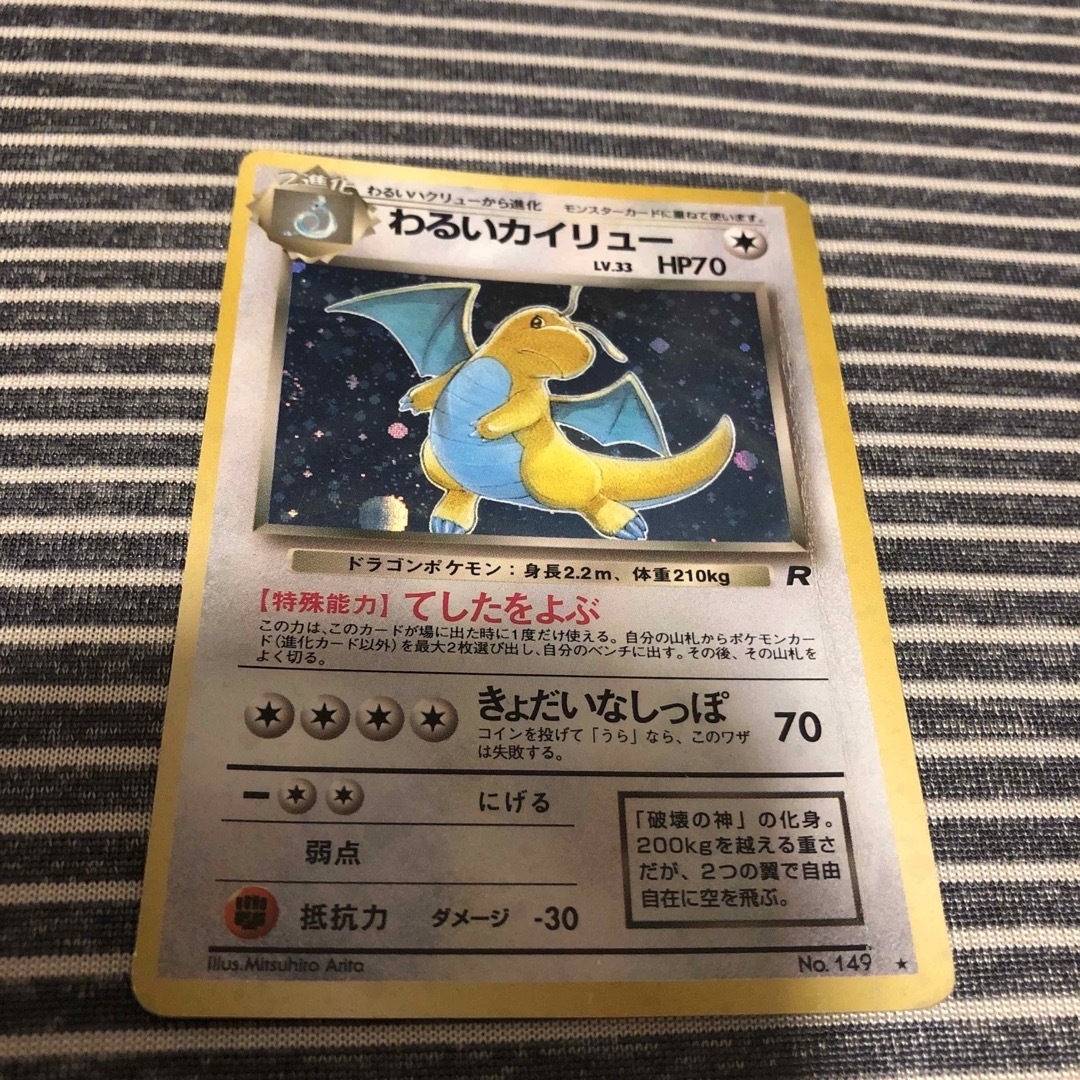 2進化
わるいハクリューから進化 モンスターカードに重ねて使います。
わるいカイリュー
LV.33 HP70
ドラゴンポケモン：身長2.2m、体重210kg
R
【特殊能力】てしたをよぶ
この力は、このカードが場に出た時に1度だけ使える。自分の山札からポケモンカー
ド(進化カード以外)を最大2枚選び出し、自分のベンチに出す。その後、その山札を
よく切る。
きょだいなしっぽ 70
コインを投げて「うら」なら、このワザ
は失敗する。
にげる
弱点
抵抗力 ダメージ -30
「破壊の神」の化身。
200kgを越える重さ
だが、2つの翼で自由
自在に空を飛ぶ。
Illus.Mitsuhiro Arita
No. 149 ★